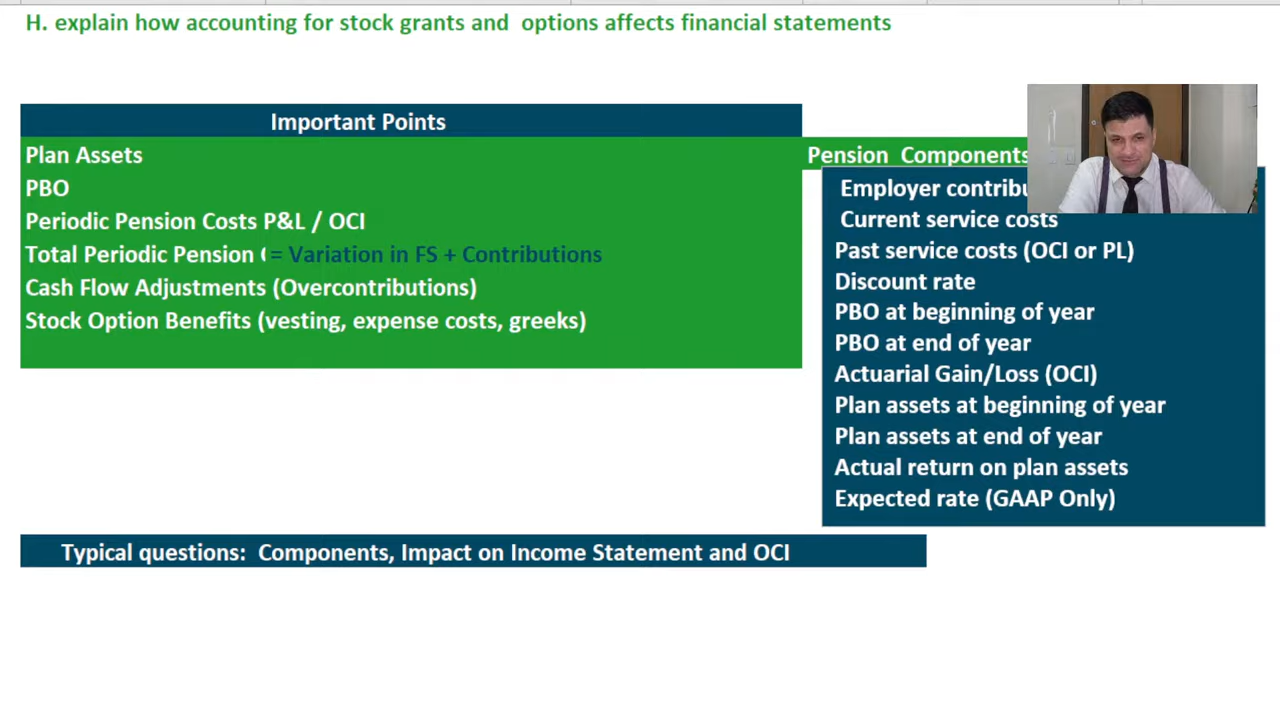 H. explain how accounting for stock grants and options affects financial statements
Important Points
Plan Assets
PBO
Periodic Pension Costs P&L / OCI
Total Periodic Pension = Variation in FS + Contributions
Cash Flow Adjustments (Overcontributions)
Stock Option Benefits (vesting, expense costs, greeks)
Pension Components
Employer
Current service costs
Past service costs (OCI or PL)
Discount rate
PBO at beginning of year
PBO at end of year
Actuarial Gain/Loss (OCI)
Plan assets at beginning of year
Plan assets at end of year
Actual return on plan assets
Expected rate (GAAP Only)
Typical questions: Components, Impact on Income Statement and OCI